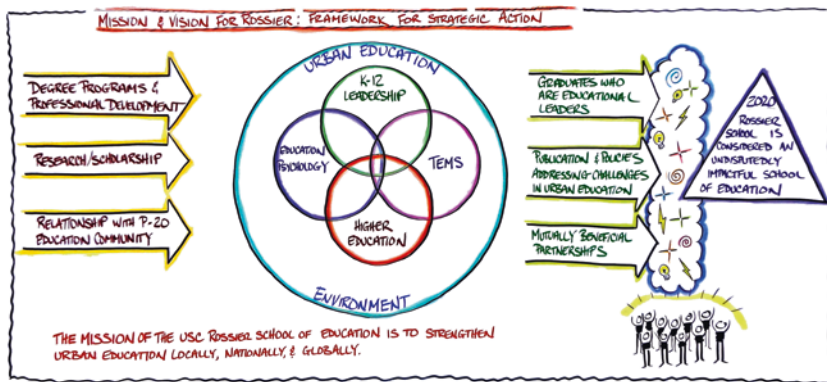 MISSION & VISION FOR ROSSIER: FRAMEWORK FOR STRATEGIC ACTION
DEGREE PROGRAMS &
PROFESSIONAL DEVELOPMENT
RESEARCH/SCHOLARSHIP
RELATIONSHIP WITH P-20
EDUCATION COMMUNITY
URBAN EDUCATION
K-12
LEADERSHIP
EDUCATION
PSYCHOLOGY
TEMS
HIGHER
EDUCATION
ENVIRONMENT
GRADUATES WHO
ARE EDUCATIONAL
LEADERS
PUBLICATION & POLICIES
ADDRESSING CHALLENGES
IN URBAN EDUCATION
MUTUALLY BENEFICIAL
PARTNERSHIPS
2020
ROSSIER
SCHOOL IS
CONSIDERED AN
UNDISUTEDLY
IMPACTFUL SCHOOL
OF EDUCATION
THE MISSION OF THE USC ROSSIER SCHOOL OF EDUCATION IS TO STRENGTHEN
URBAN EDUCATION LOCALLY, NATIONALLY, & GLOBALLY.